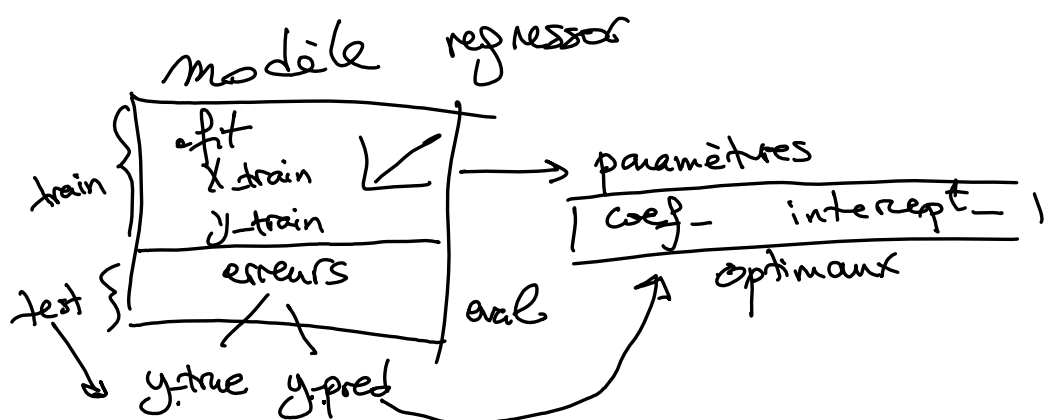 modèle regressor
train
.fit
X_train
y_train
paramètres
coef_ intercept_
optimaux
test
erreurs
eval
y_true y_pred